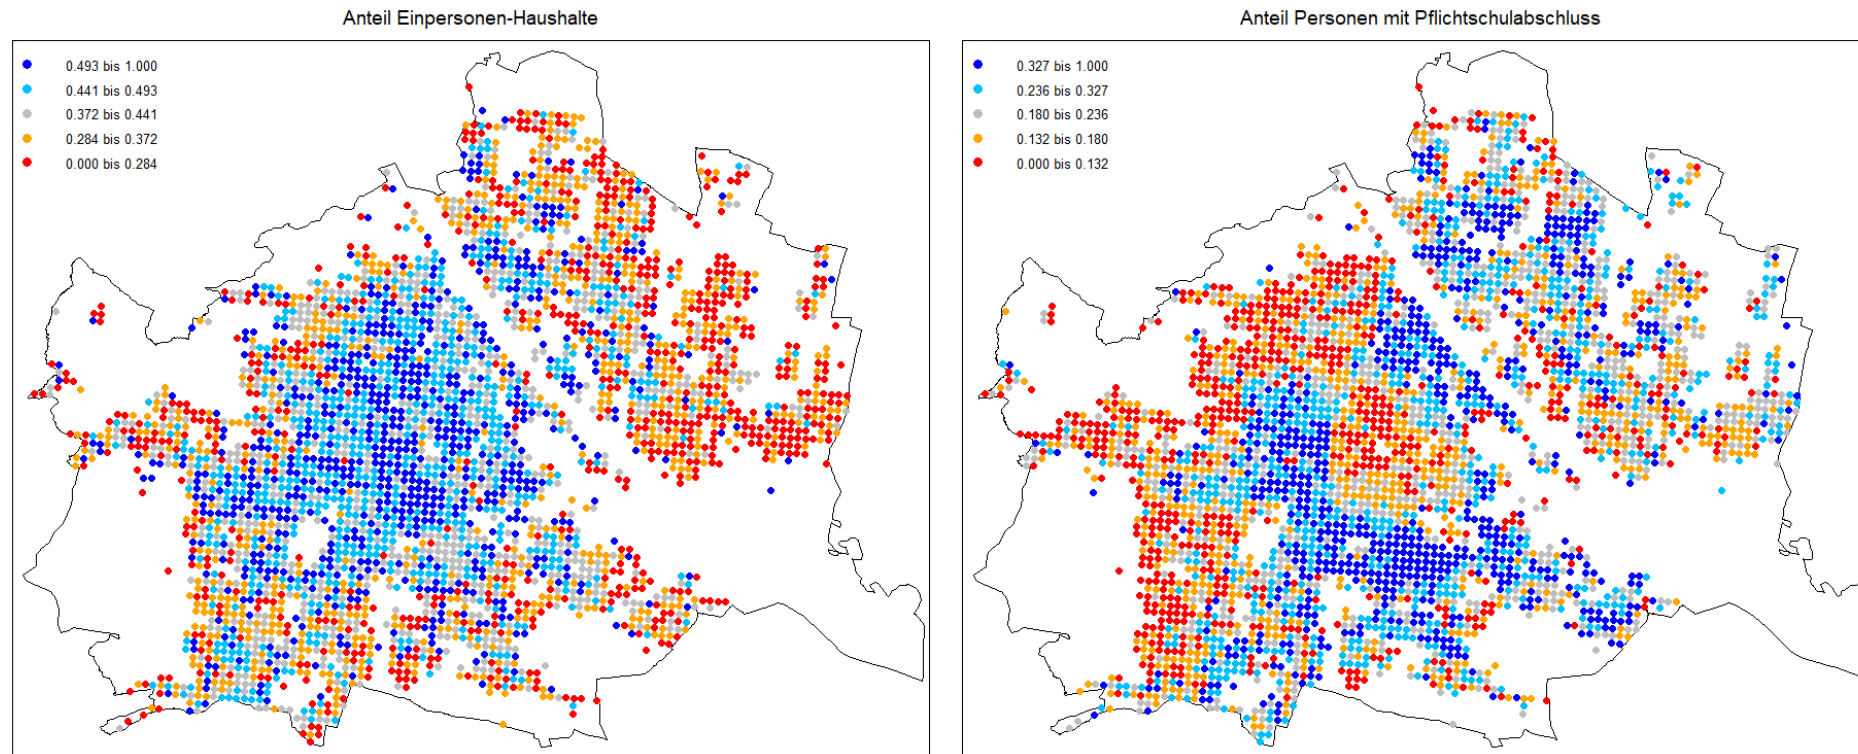 Anteil Einpersonen-Haushalte
0.493 bis 1.000
0.441 bis 0.493
0.372 bis 0.441
0.284 bis 0.372
0.000 bis 0.284
Anteil Personen mit Pflichtschulabschluss
0.327 bis 1.000
0.236 bis 0.327
0.180 bis 0.236
0.132 bis 0.180
0.000 bis 0.132